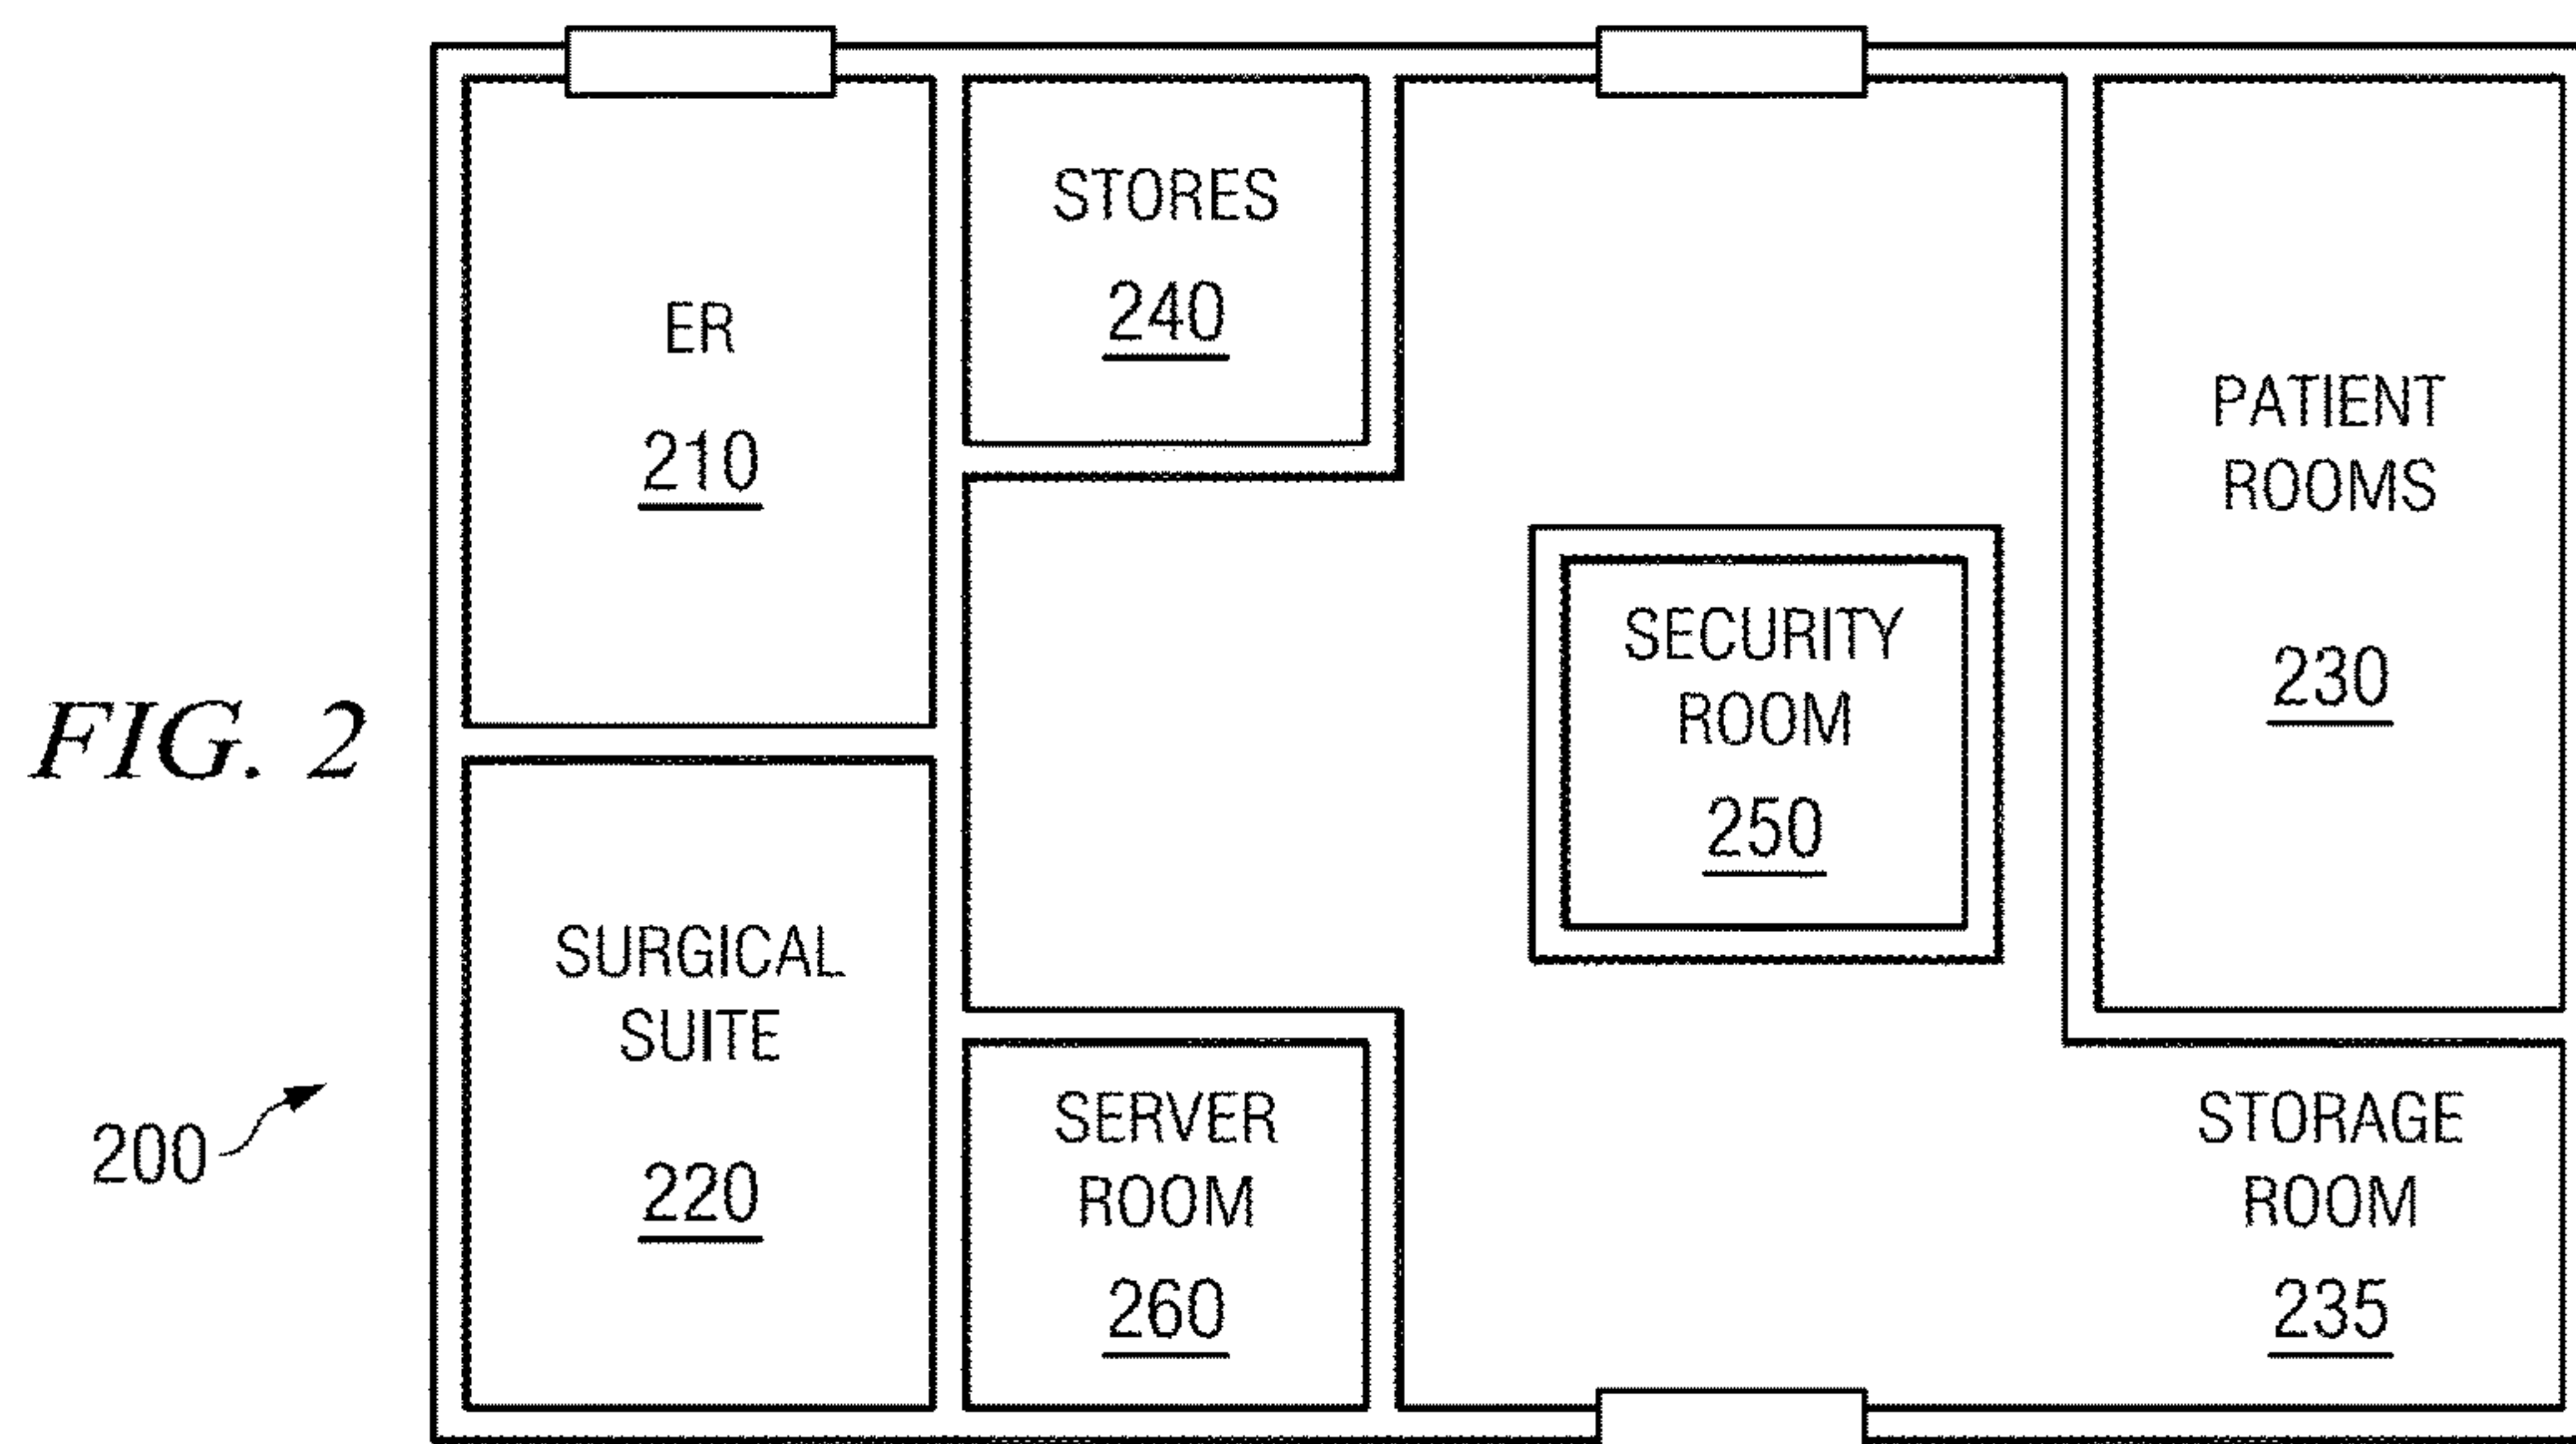 STORES
240
ER
210
PATIENT
ROOMS
230
SECURITY
ROOM
250
FIG. 2
SURGICAL
SUITE
220
SERVER
ROOM
260
STORAGE
ROOM
235
200